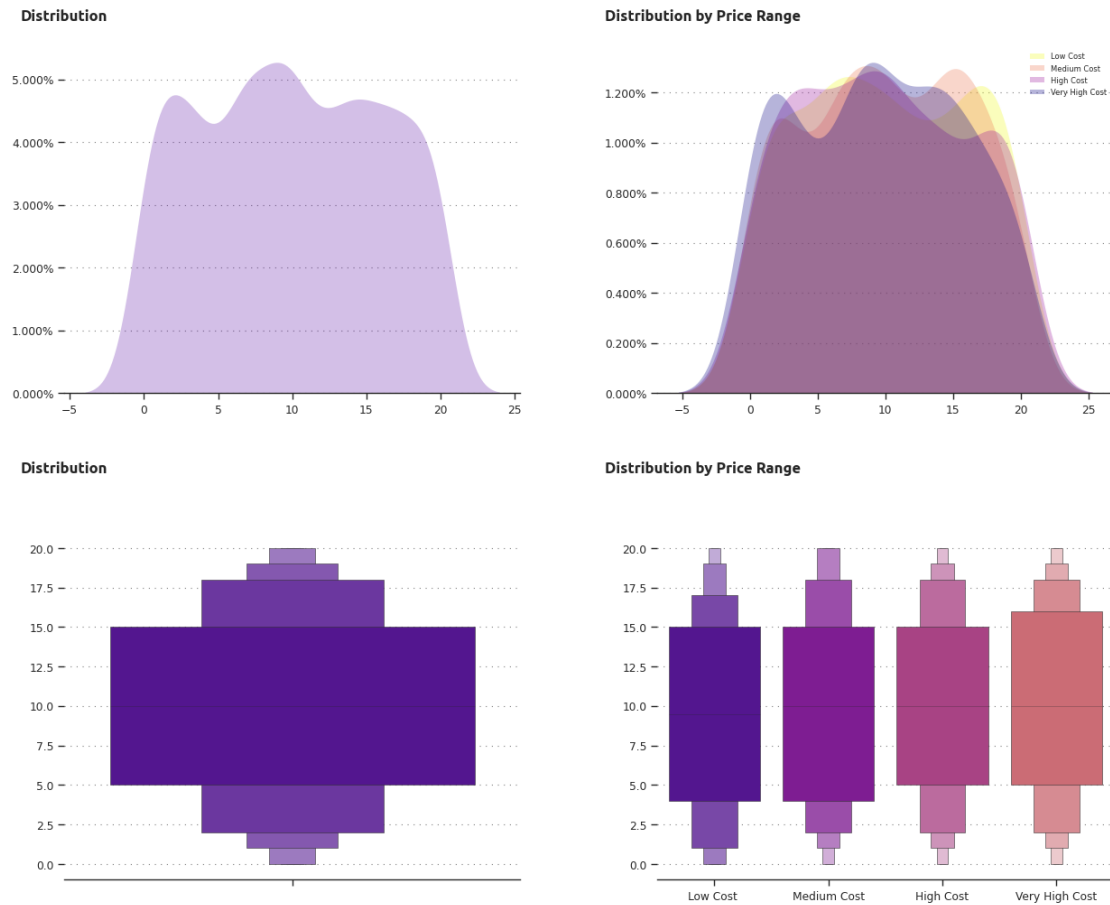 Distribution
5.000%
4.000%
3.000%
2.000%
1.000%
0.000%
−5 0 5 10 15 20 25
Distribution by Price Range
Low Cost
Medium Cost
High Cost
Very High Cost
1.200%
1.000%
0.800%
0.600%
0.400%
0.200%
0.000%
−5 0 5 10 15 20 25
Distribution
20.0
17.5
15.0
12.5
10.0
7.5
5.0
2.5
0.0
Distribution by Price Range
20.0
17.5
15.0
12.5
10.0
7.5
5.0
2.5
0.0
Low Cost Medium Cost High Cost Very High Cost